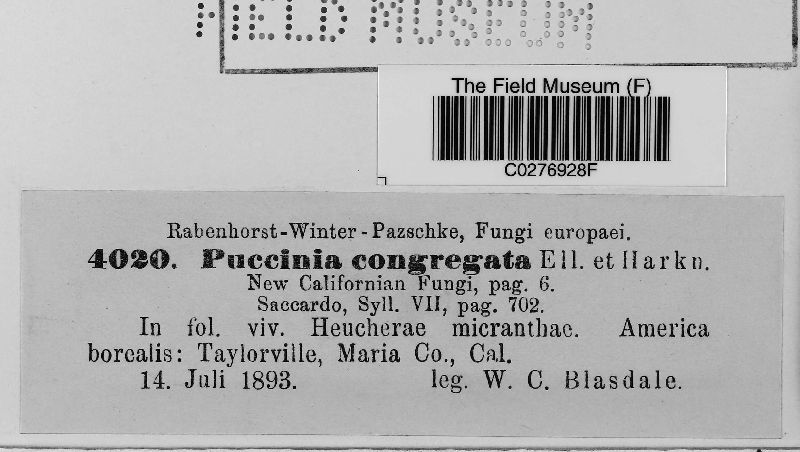 FIELD MUSEUM
The Field Museum (F)
C0276928F
Rabenhorst-Winter-Pazschke, Fungi europaei.
4020. Puccinia congregata Ell. et Harkn.
New Californian Fungi, pag. 6.
Saccardo, Syll. VII, pag. 702.
In fol. viv. Heucherae micranthae. America
borealis: Taylorville, Maria Co., Cal.
14. Juli 1893. leg. W. C. Blasdale.